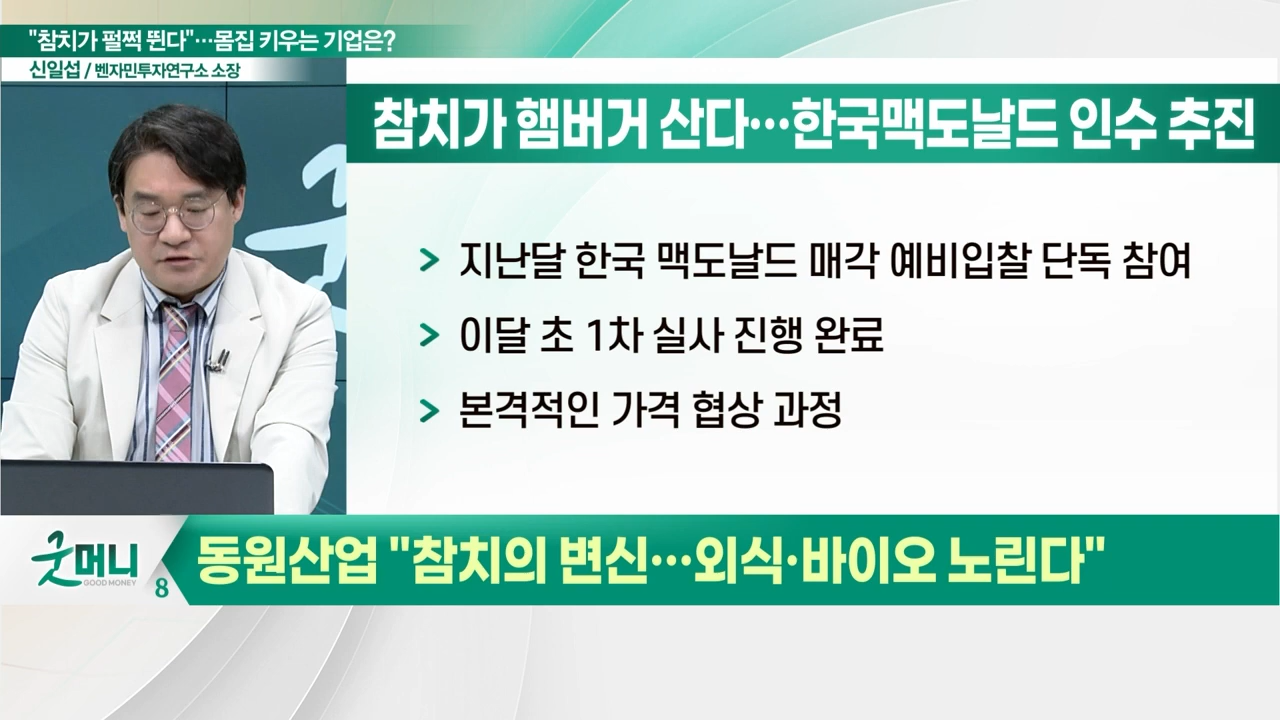 "참치가 펄쩍 뛴다"…몸집 키우는 기업은?
신일섭 / 벤자민투자연구소 소장
참치가 햄버거 산다…한국맥도날드 인수 추진
> 지난달 한국 맥도날드 매각 예비입찰 단독 참여
> 이달 초 1차 실사 진행 완료
> 본격적인 가격 협상 과정
굿머니
GOOD MONEY
8
동원산업 "참치의 변신…외식·바이오 노린다"